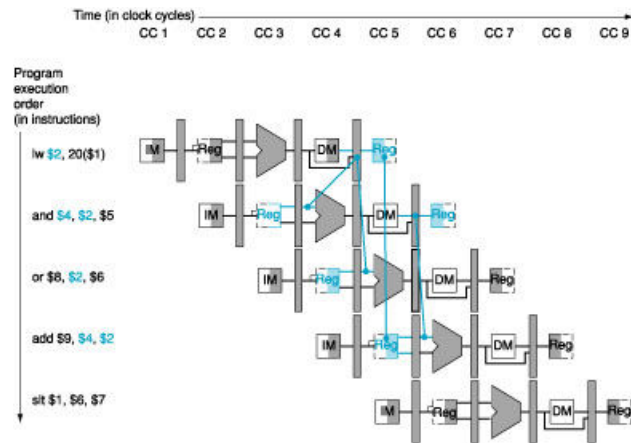 Time (in clock cycles)
CC 1 CC 2 CC 3 CC 4 CC 5 CC 6 CC 7 CC 8 CC 9
Program
execution
order
(in instructions)
lw $2, 20($1)
IM Reg DM Reg
and $4, $2, $5
IM Reg DM Reg
or $8, $2, $6
IM Reg DM Reg
add $9, $4, $2
IM Reg DM Reg
slt $1, $6, $7
IM Reg DM Reg